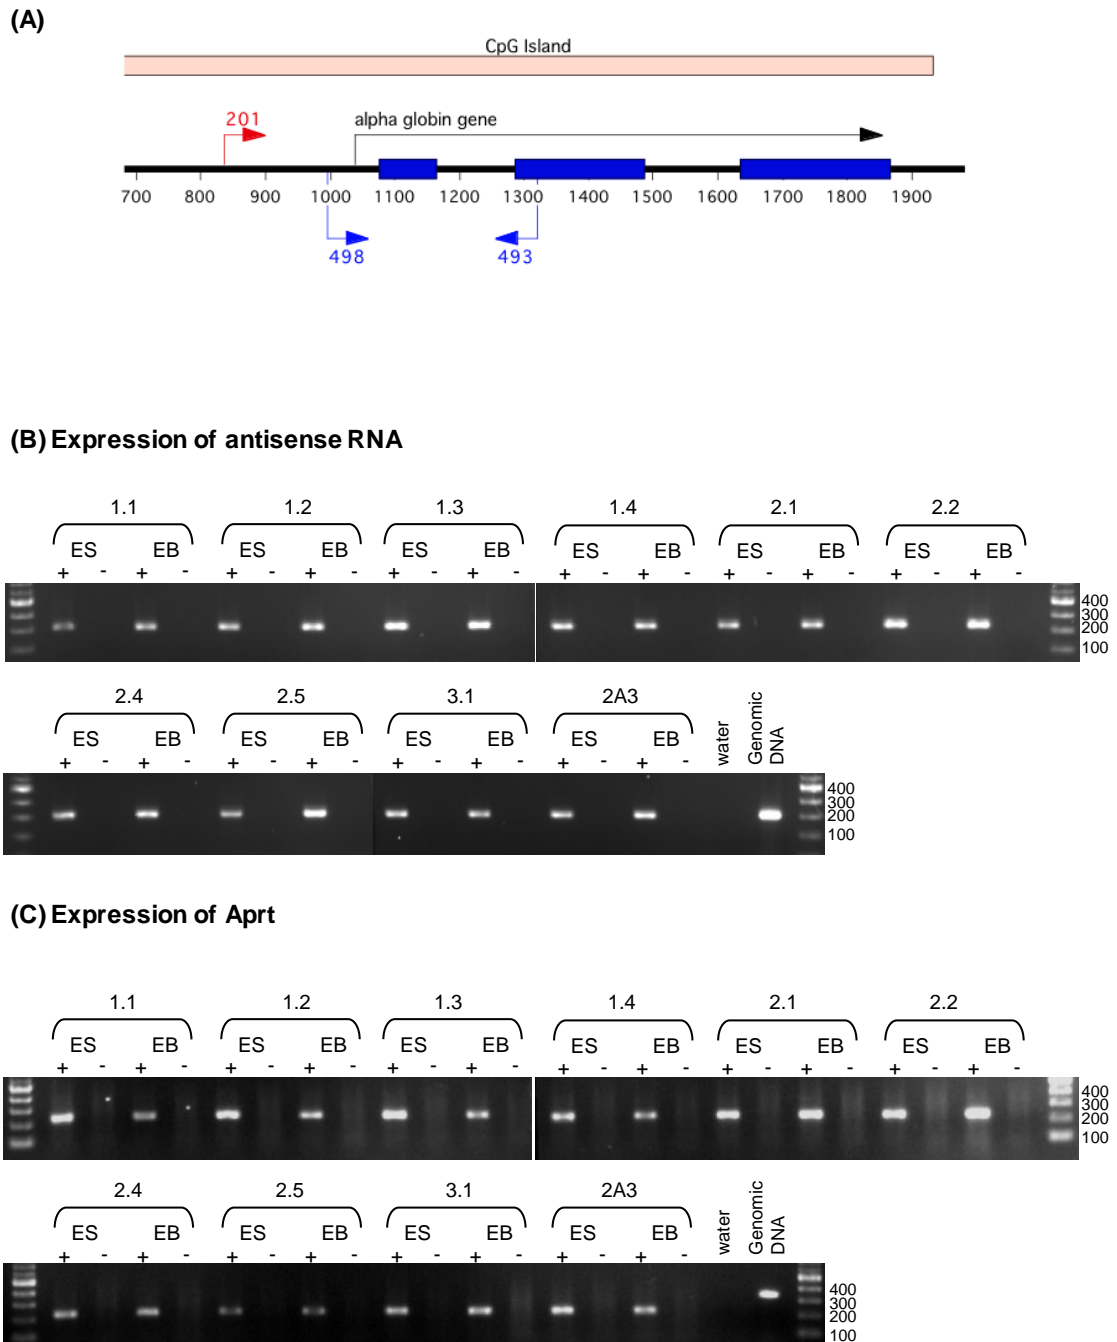 (A)
CpG Island
201
alpha globin gene
700 800 900 1000 1100 1200 1300 1400 1500 1600 1700 1800 1900
498 493
(B) Expression of antisense RNA
1.1 1.2 1.3 1.4 2.1 2.2
ES EB ES EB ES EB ES EB ES EB ES EB
+ - + - + - + - + - + - + - + - + - + - + - + -
400
300
200
100
2.4 2.5 3.1 2A3 water Genomic DNA
ES EB ES EB ES EB ES EB
+ - + - + - + - + - + - + - + -
400
300
200
100
(C) Expression of Aprt
1.1 1.2 1.3 1.4 2.1 2.2
ES EB ES EB ES EB ES EB ES EB ES EB
+ - + - + - + - + - + - + - + - + - + - + - + -
400
300
200
100
2.4 2.5 3.1 2A3 water Genomic DNA
ES EB ES EB ES EB ES EB
+ - + - + - + - + - + - + - + -
400
300
200
100